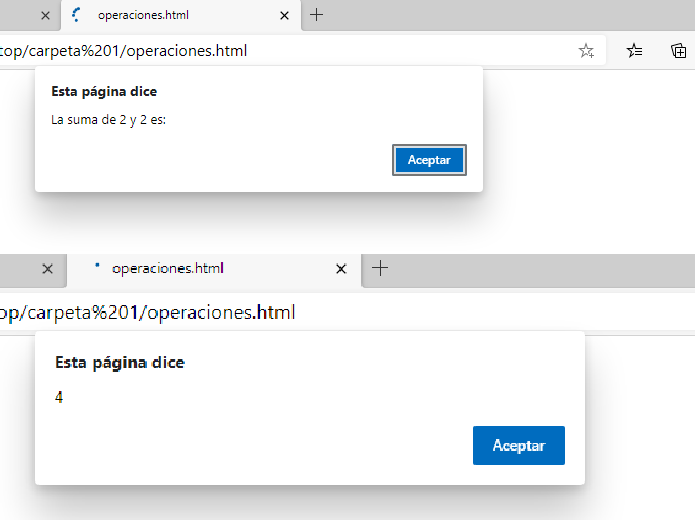 operaciones.html
top/carpeta%201/operaciones.html
Esta página dice
La suma de 2 y 2 es:
Aceptar
operaciones.html
op/carpeta%201/operaciones.html
Esta página dice
4
Aceptar